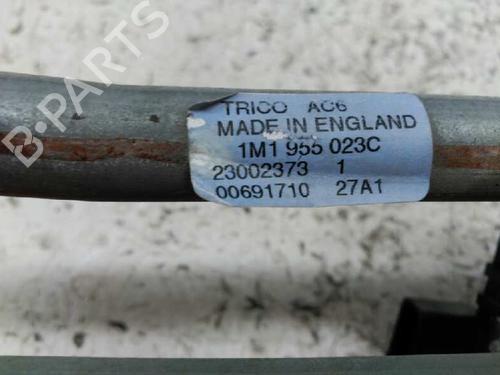 TRICO AC6
MADE IN ENGLAND
1M1 955 023C
23002373 1
00691710 27A1
B-PARTS